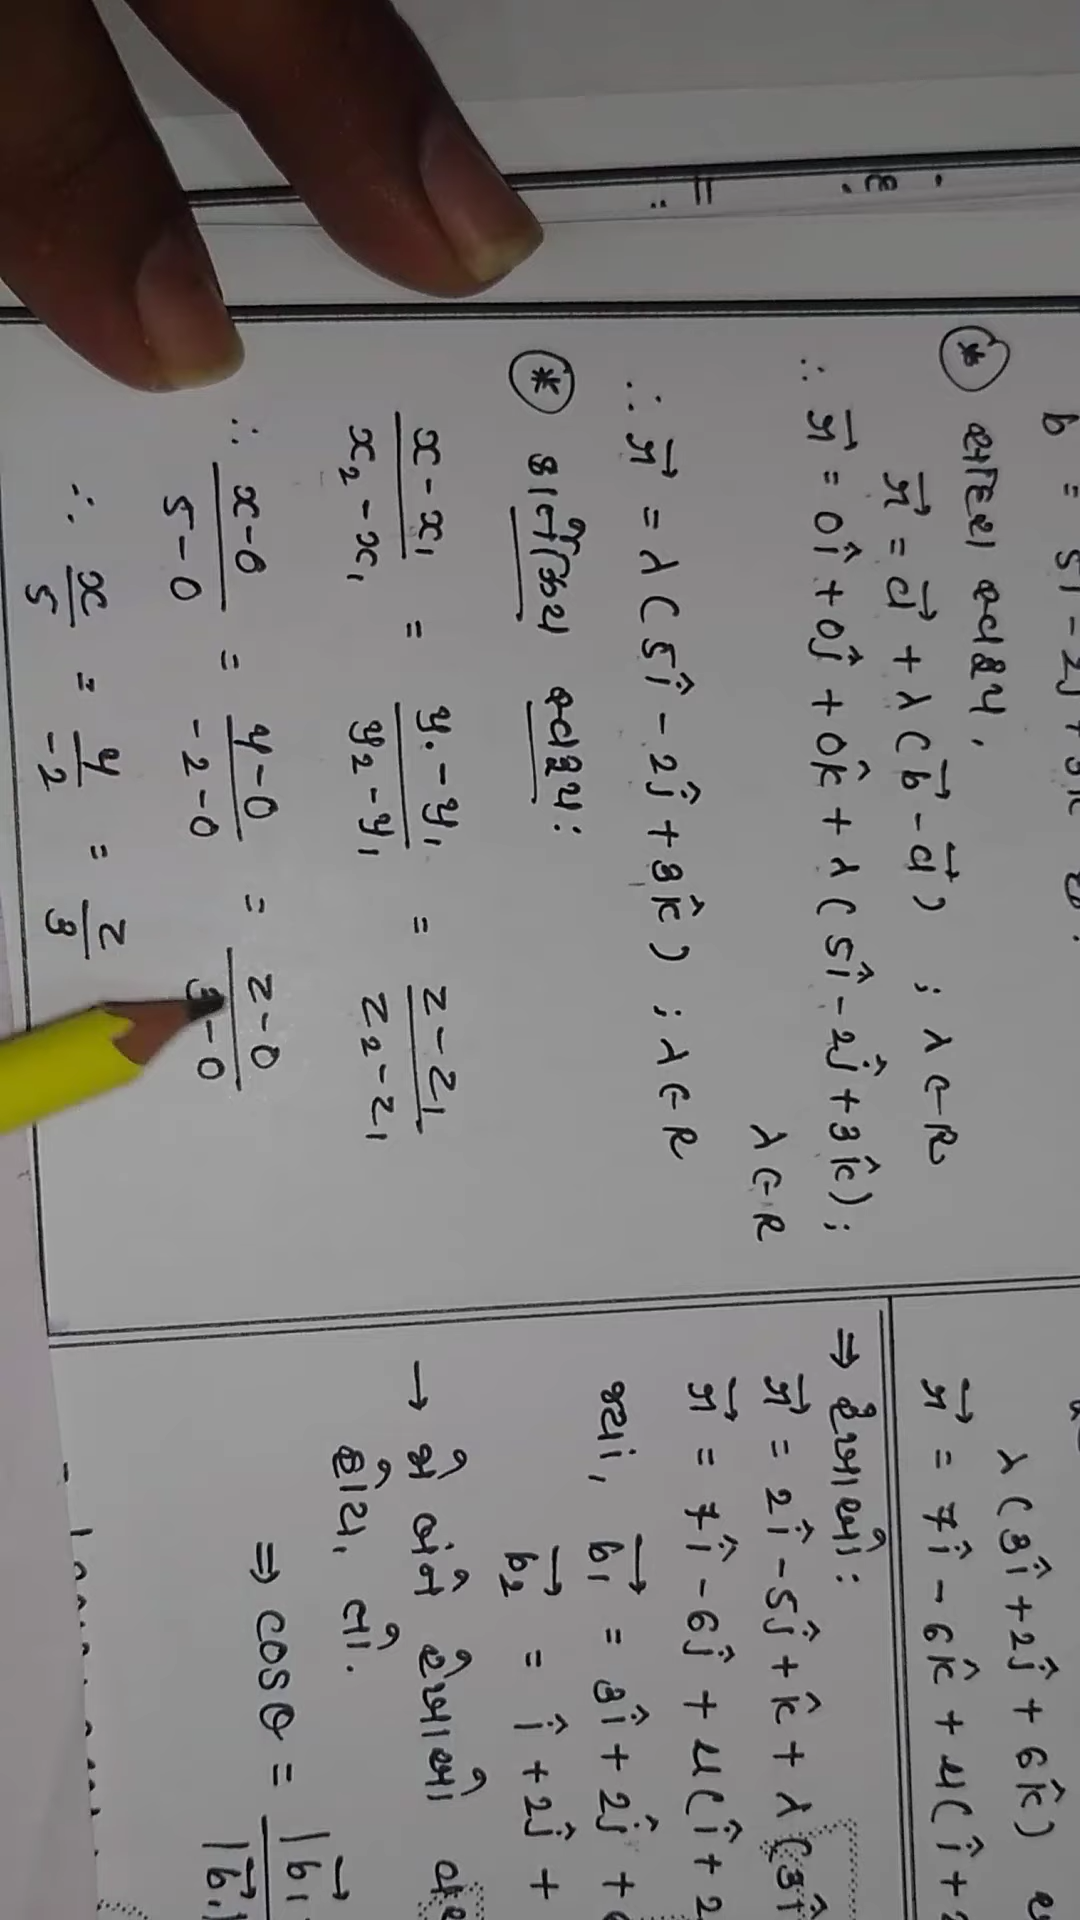 સદિશ સ્વરૂપ,
r⃗ = a⃗ + λ(b⃗ - a⃗) ; λ ∈ R
∴ r⃗ = 0î + 0ĵ + 0k̂ + λ(5î - 2ĵ + 3k̂);
λ ∈ R
∴ r⃗ = λ(5î - 2ĵ + 3k̂) ; λ ∈ R
* કાર્તેઝિય સ્વરૂપ:
(x - x₁)/(x₂ - x₁) = (y - y₁)/(y₂ - y₁) = (z - z₁)/(z₂ - z₁)
∴ (x - 0)/(5 - 0) = (y - 0)/(-2 - 0) = (z - 0)/(3 - 0)
∴ x/5 = y/-2 = z/3
λ(3î + 2ĵ + 6k̂)
r⃗ = 7î - 6k̂ + μ(î + 2
⇒ રેખાઓ:
r⃗ = 2î - 5ĵ + k̂ + λ(3î
r⃗ = 7î - 6ĵ + μ(î + 2
જ્યાં, b⃗₁ = 3î + 2ĵ +
b⃗₂ = î + 2ĵ +
→ બે રેખાઓ
હોય, તો.
⇒ cosθ = |b⃗₁
|b⃗₁|